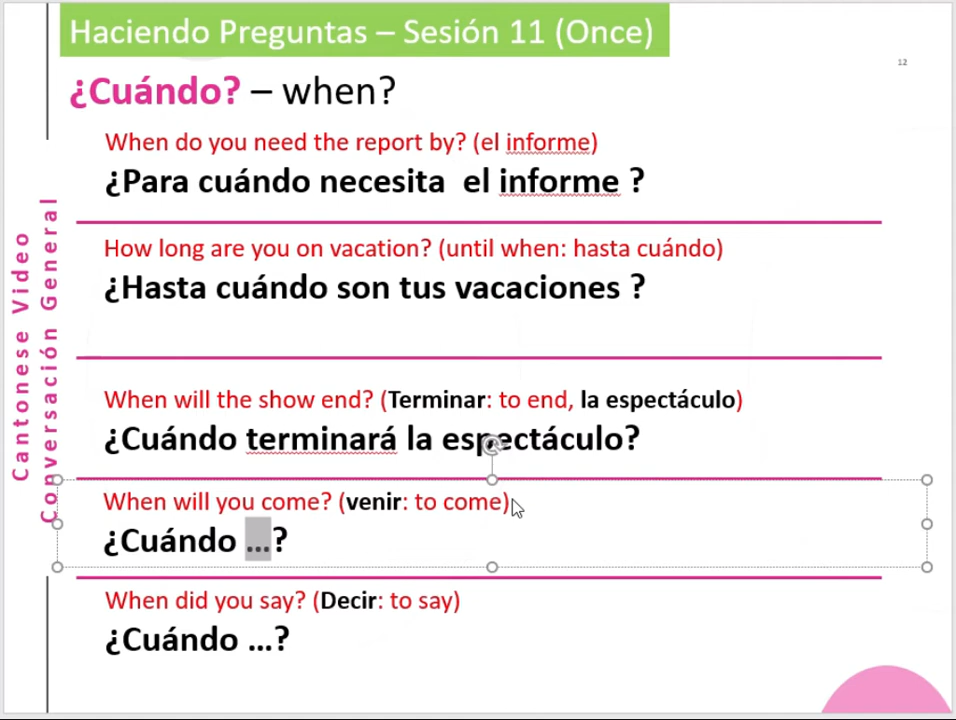 Haciendo Preguntas – Sesión 11 (Once)
12
¿Cuándo? – when?
When do you need the report by? (el informe)
¿Para cuándo necesita el informe ?
How long are you on vacation? (until when: hasta cuándo)
¿Hasta cuándo son tus vacaciones ?
When will the show end? (Terminar: to end, la espectáculo)
¿Cuándo terminará la espectáculo?
When will you come? (venir: to come)
¿Cuándo ...?
When did you say? (Decir: to say)
¿Cuándo ...?
Cantonese Video
Conversación General